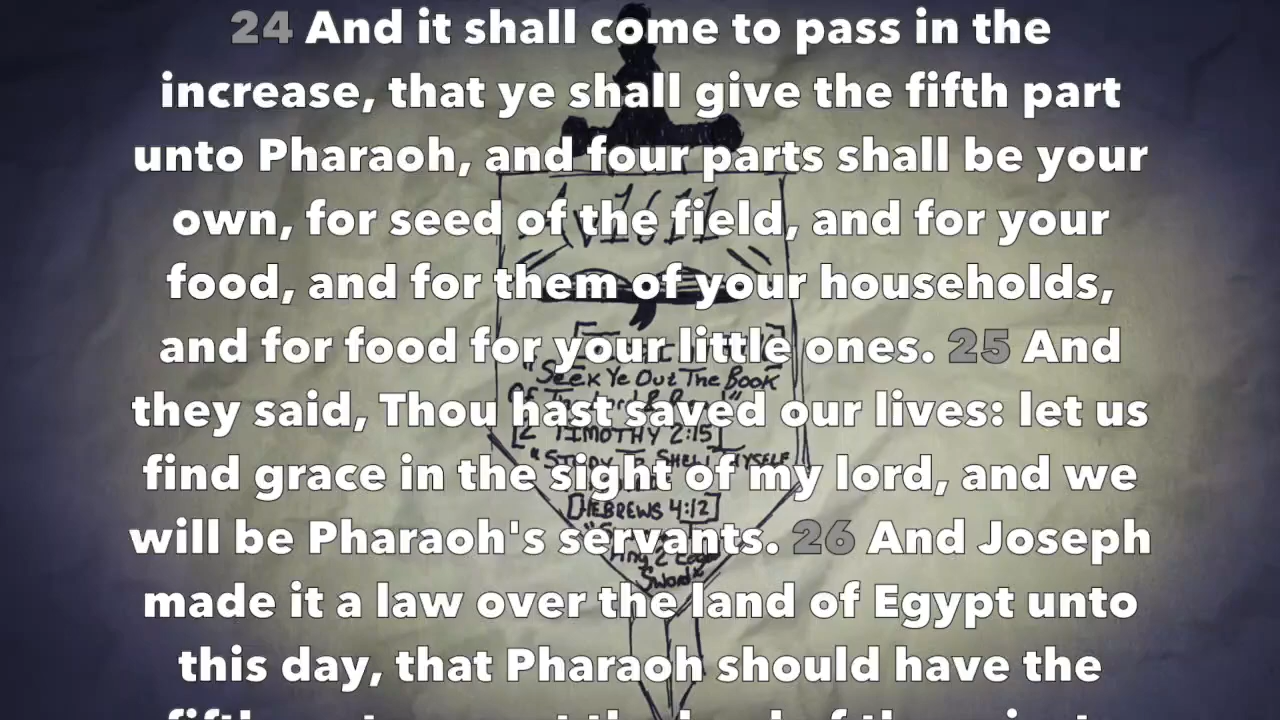 24 And it shall come to pass in the
increase, that ye shall give the fifth part
unto Pharaoh, and four parts shall be your
own, for seed of the field, and for your
food, and for them of your households,
and for food for your little ones. 25 And
they said, Thou hast saved our lives: let us
find grace in the sight of my lord, and we
will be Pharaoh's servants. 26 And Joseph
made it a law over the land of Egypt unto
this day, that Pharaoh should have the
AV1611
"Seek Ye Out The Book
[2 TIMOTHY 2:15]
[HEBREWS 4:12]
Sword"